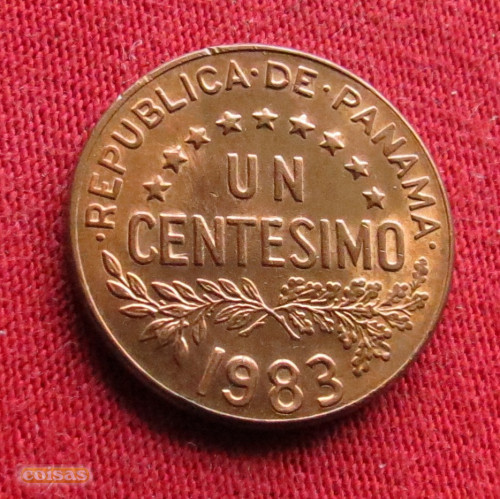 ·REPUBLICA·DE·PANAMA·
UN
CENTESIMO
1983
coisas